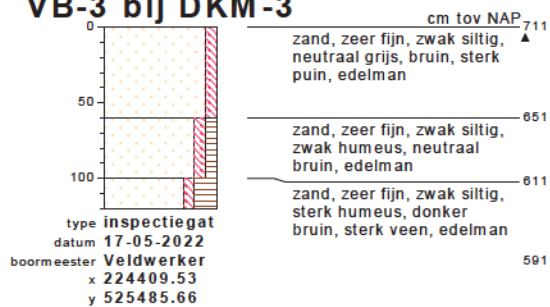 VB-3 bij DKM-3
cm tov NAP
0
711
zand, zeer fijn, zwak siltig,
neutraal grijs, bruin, sterk
puin, edelman
50
651
zand, zeer fijn, zwak siltig,
zwak humeus, neutraal
bruin, edelman
100
611
zand, zeer fijn, zwak siltig,
sterk humeus, donker
bruin, sterk veen, edelman
591
type inspectiegat
datum 17-05-2022
boormeester Veldwerker
x 224409.53
y 525485.66